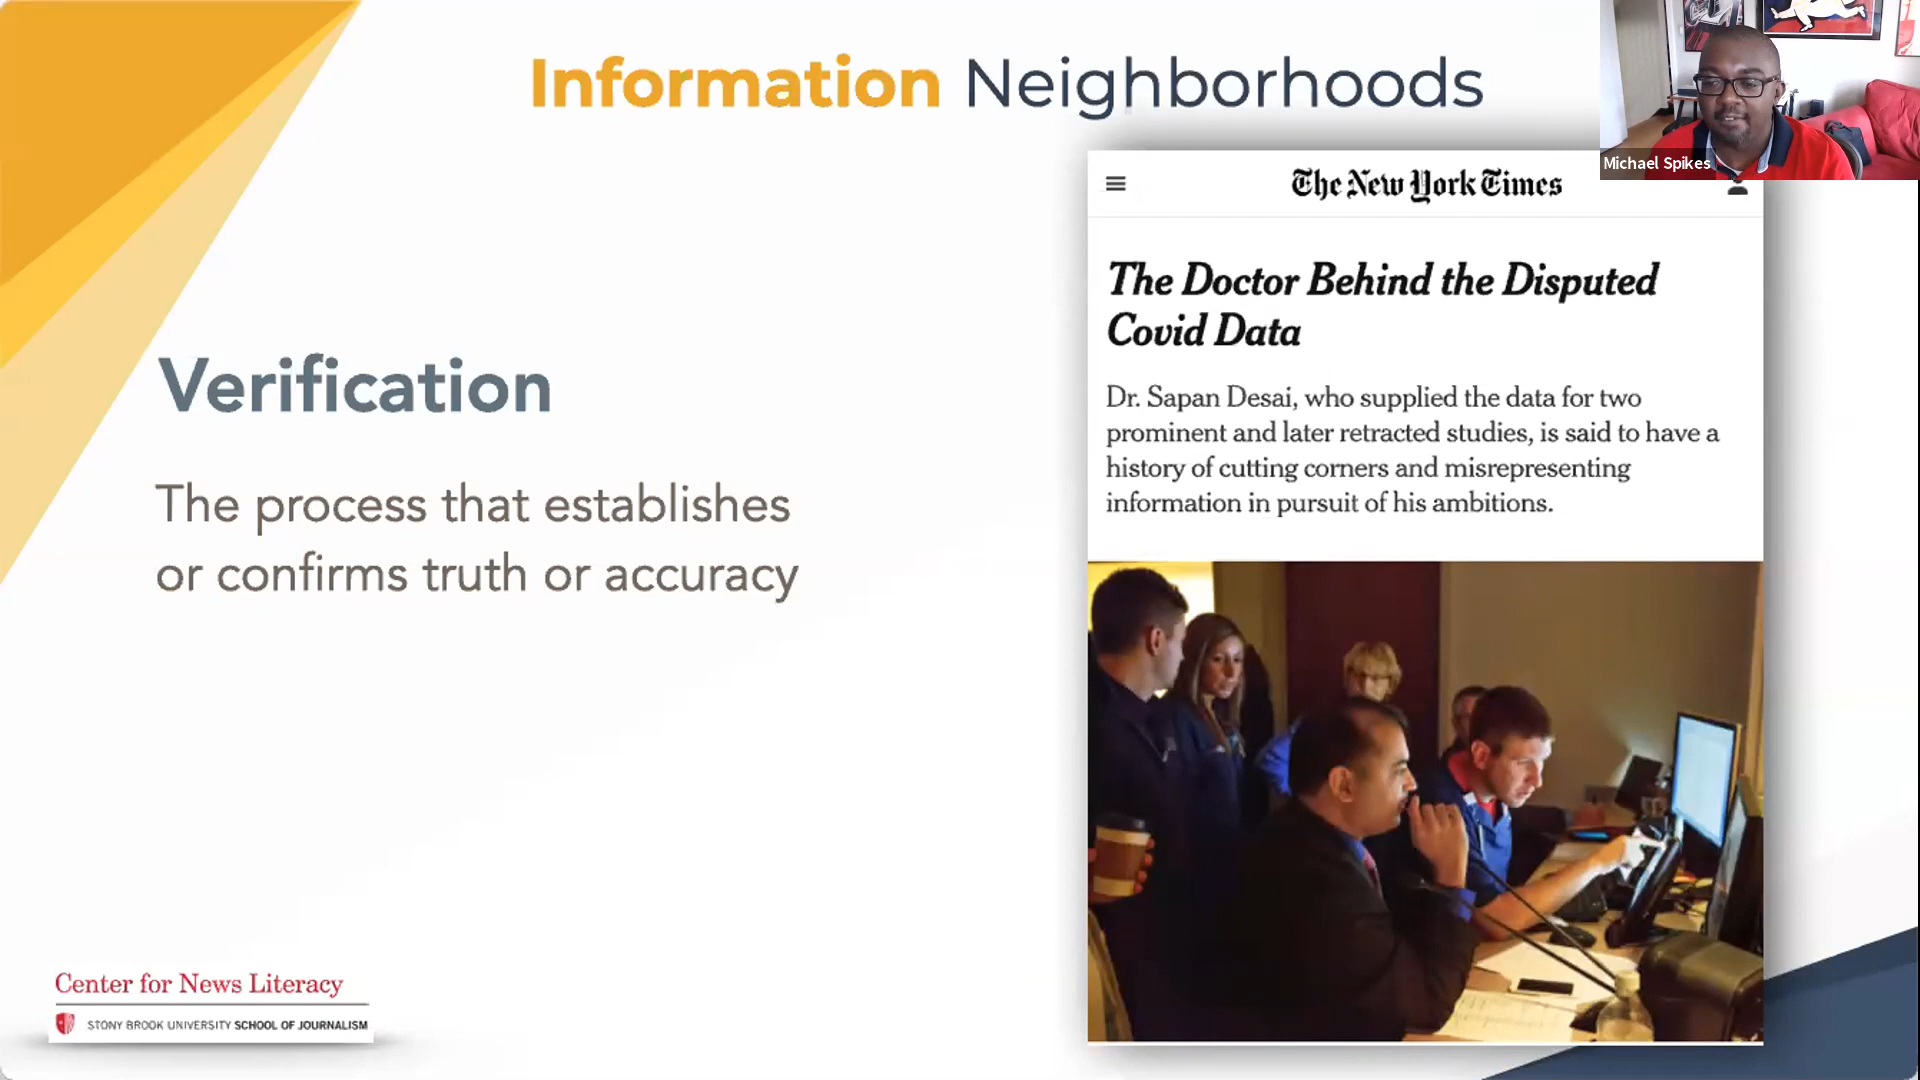 Information Neighborhoods
Michael Spikes
The New York Times
The Doctor Behind the Disputed
Covid Data
Dr. Sapan Desai, who supplied the data for two
prominent and later retracted studies, is said to have a
history of cutting corners and misrepresenting
information in pursuit of his ambitions.
Verification
The process that establishes
or confirms truth or accuracy
Center for News Literacy
STONY BROOK UNIVERSITY SCHOOL OF JOURNALISM